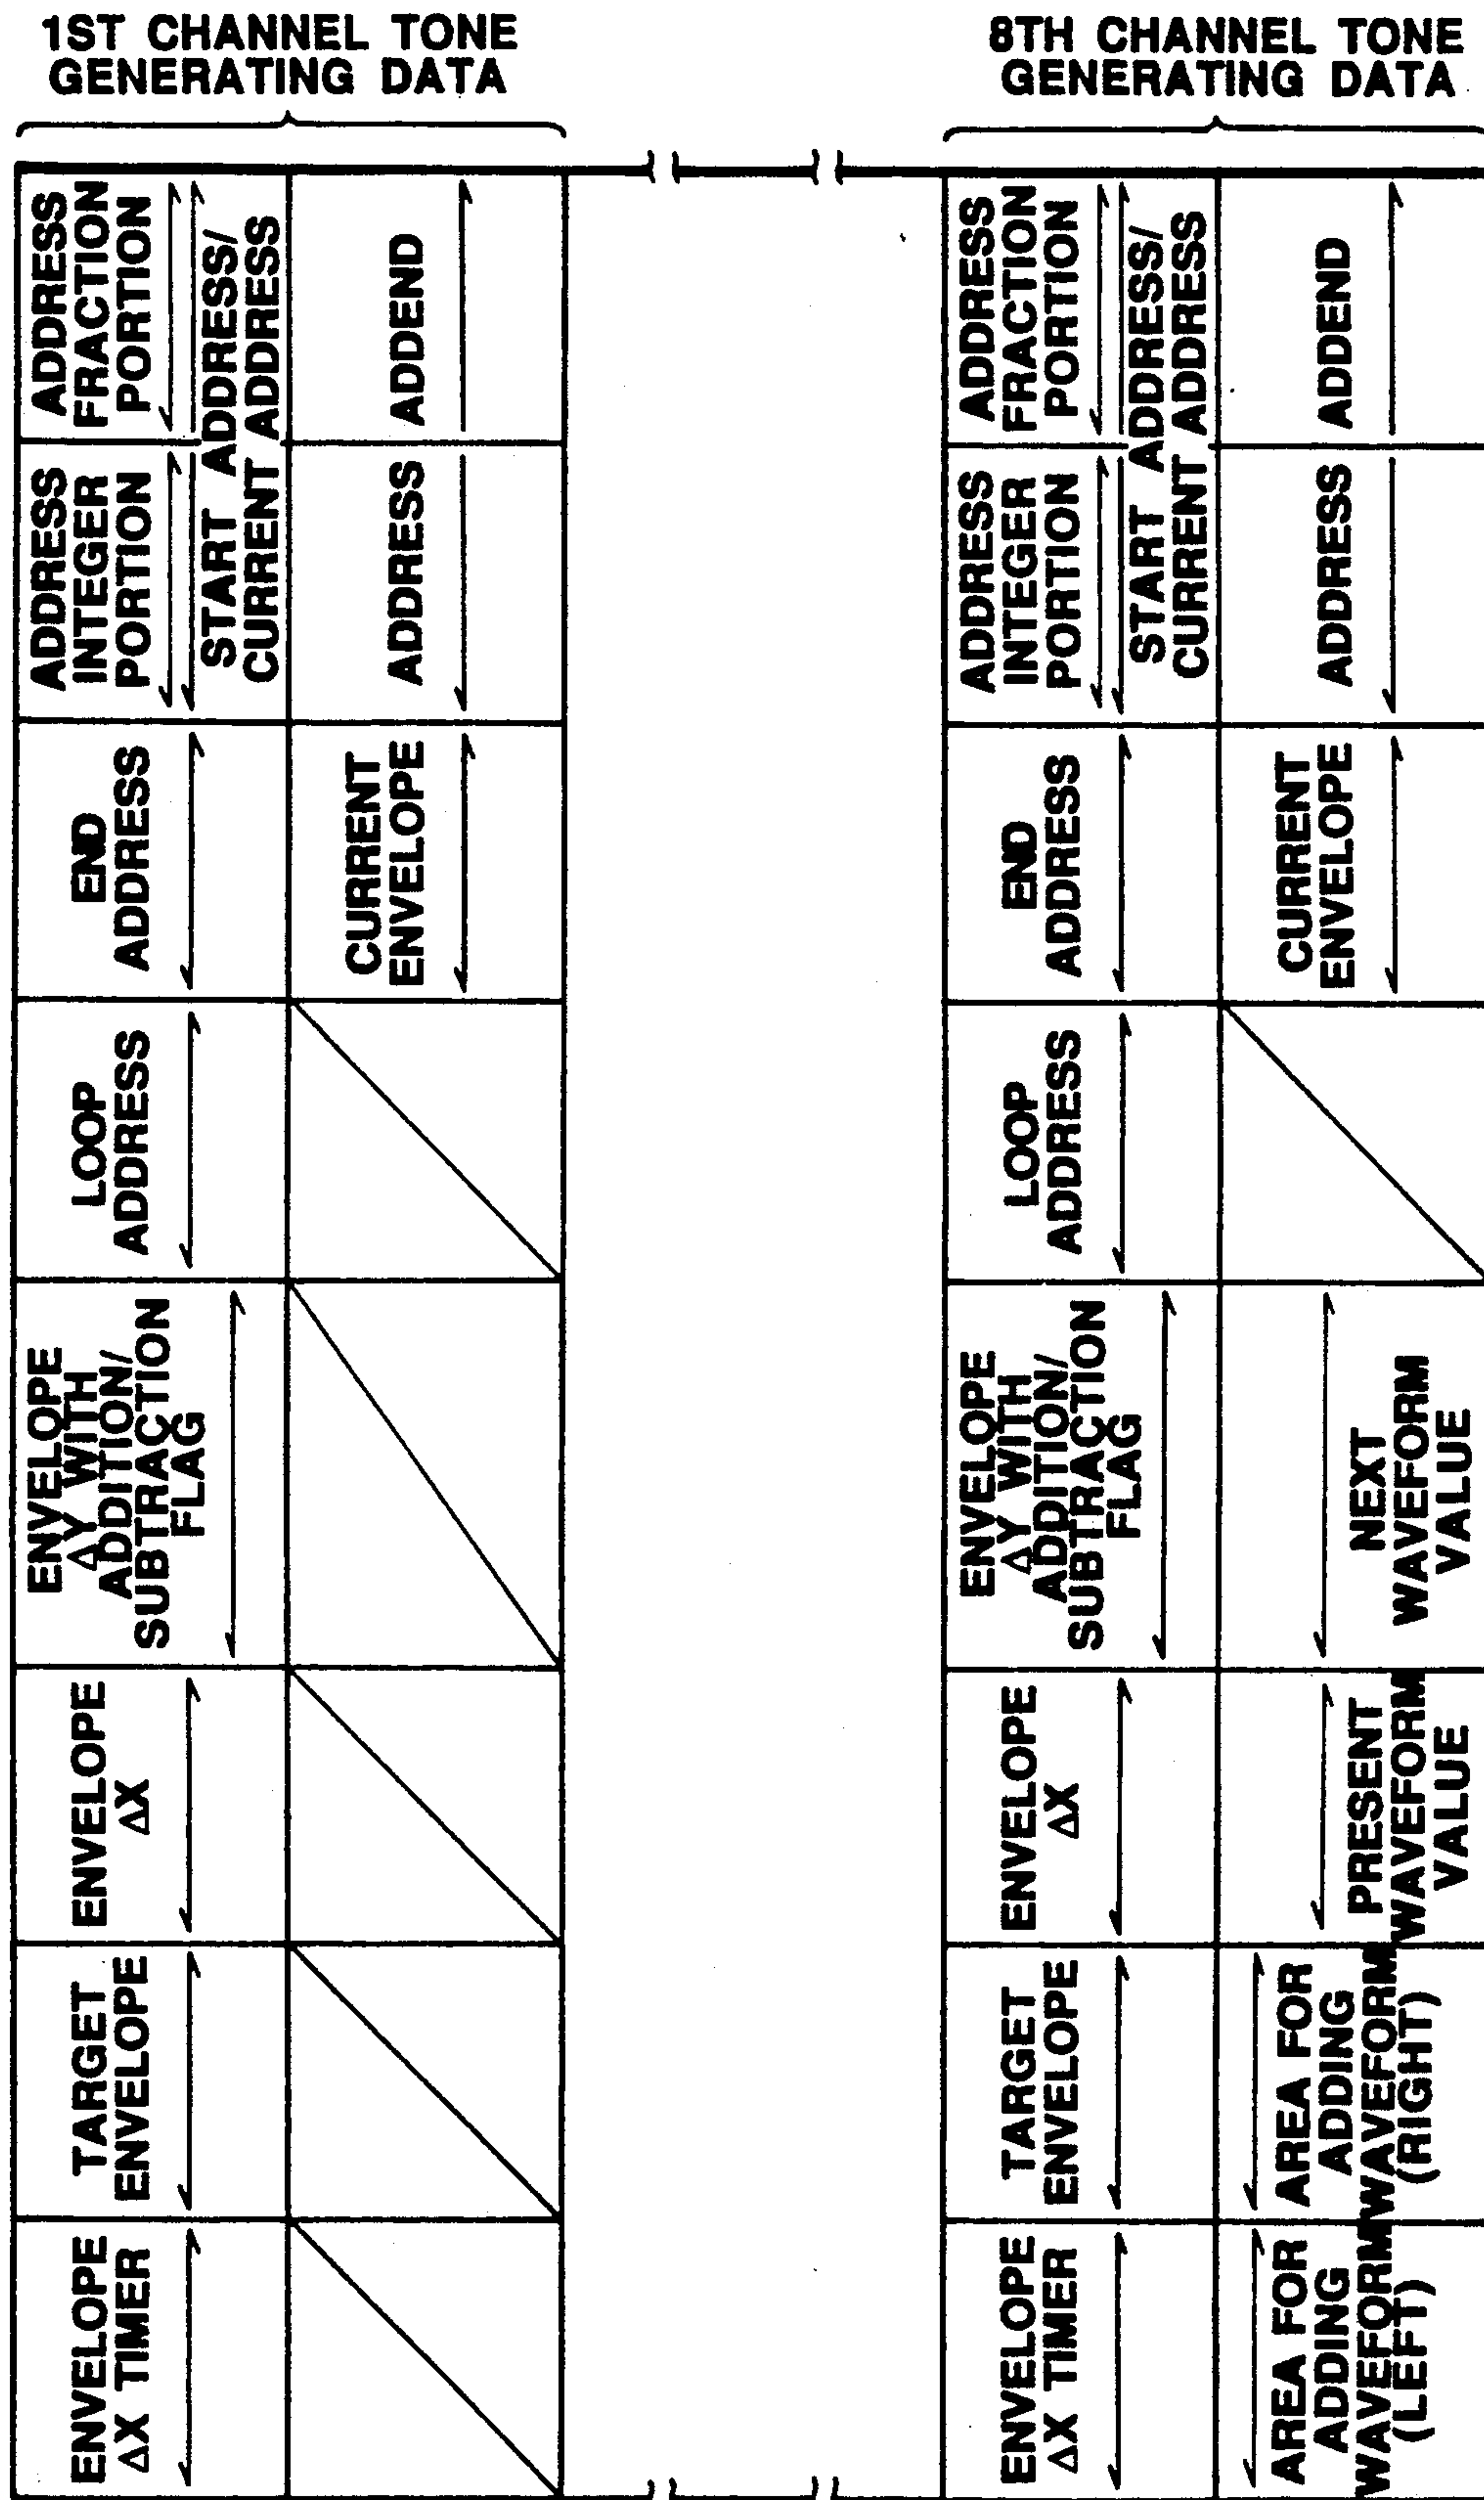 1ST CHANNEL TONE
GENERATING DATA
ADDRESS
FRACTION
PORTION
START ADDRESS/
CURRENT ADDRESS
ADDEND
ADDRESS
INTEGER
PORTION
ADDRESS
END
ADDRESS
CURRENT
ENVELOPE
LOOP
ADDRESS
ENVELOPE
ΔY WITH
ADDITION/
SUBTRACTION
FLAG
ENVELOPE
ΔX
TARGET
ENVELOPE
ENVELOPE
ΔX TIMER
8TH CHANNEL TONE
GENERATING DATA
ADDRESS
FRACTION
PORTION
START ADDRESS/
CURRENT ADDRESS
ADDEND
ADDRESS
INTEGER
PORTION
ADDRESS
END
ADDRESS
CURRENT
ENVELOPE
LOOP
ADDRESS
ENVELOPE
ΔY WITH
ADDITION/
SUBTRACTION
FLAG
NEXT
WAVEFORM
VALUE
ENVELOPE
ΔX
PRESENT
WAVEFORM
VALUE
TARGET
ENVELOPE
AREA FOR
ADDING
WAVEFORM
(RIGHT)
ENVELOPE
ΔX TIMER
AREA FOR
ADDING
WAVEFORM
(LEFT)